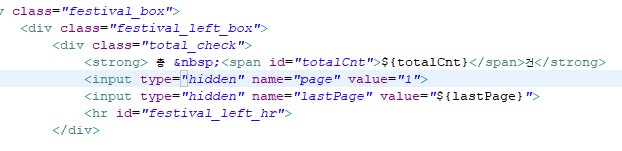 class="festival_box">
<div class="festival_left_box">
<div class="total_check">
<strong> 총 &nbsp;<span id="totalCnt">${totalCnt}</span>건</strong>
<input type="hidden" name="page" value="1">
<input type="hidden" name="lastPage" value="${lastPage}">
<hr id="festival_left_hr">
</div>